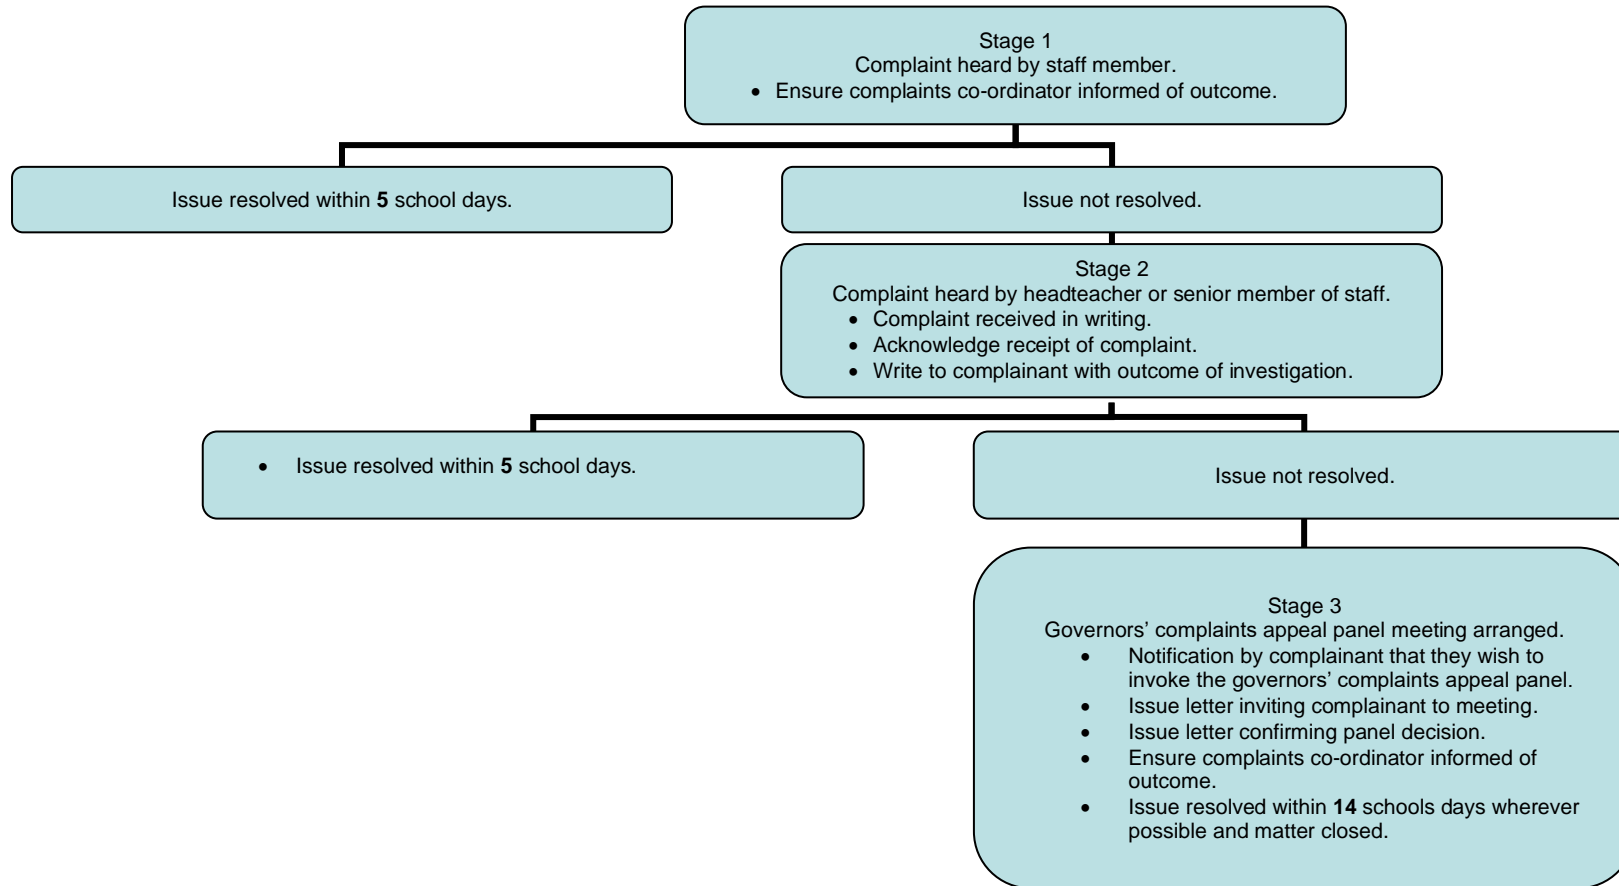 Stage 1
Complaint heard by staff member.
• Ensure complaints co-ordinator informed of outcome.
Issue resolved within 5 school days.
Issue not resolved.
Stage 2
Complaint heard by headteacher or senior member of staff.
• Complaint received in writing.
• Acknowledge receipt of complaint.
• Write to complainant with outcome of investigation.
• Issue resolved within 5 school days.
Issue not resolved.
Stage 3
Governors’ complaints appeal panel meeting arranged.
• Notification by complainant that they wish to
invoke the governors’ complaints appeal panel.
• Issue letter inviting complainant to meeting.
• Issue letter confirming panel decision.
• Ensure complaints co-ordinator informed of
outcome.
• Issue resolved within 14 schools days wherever
possible and matter closed.